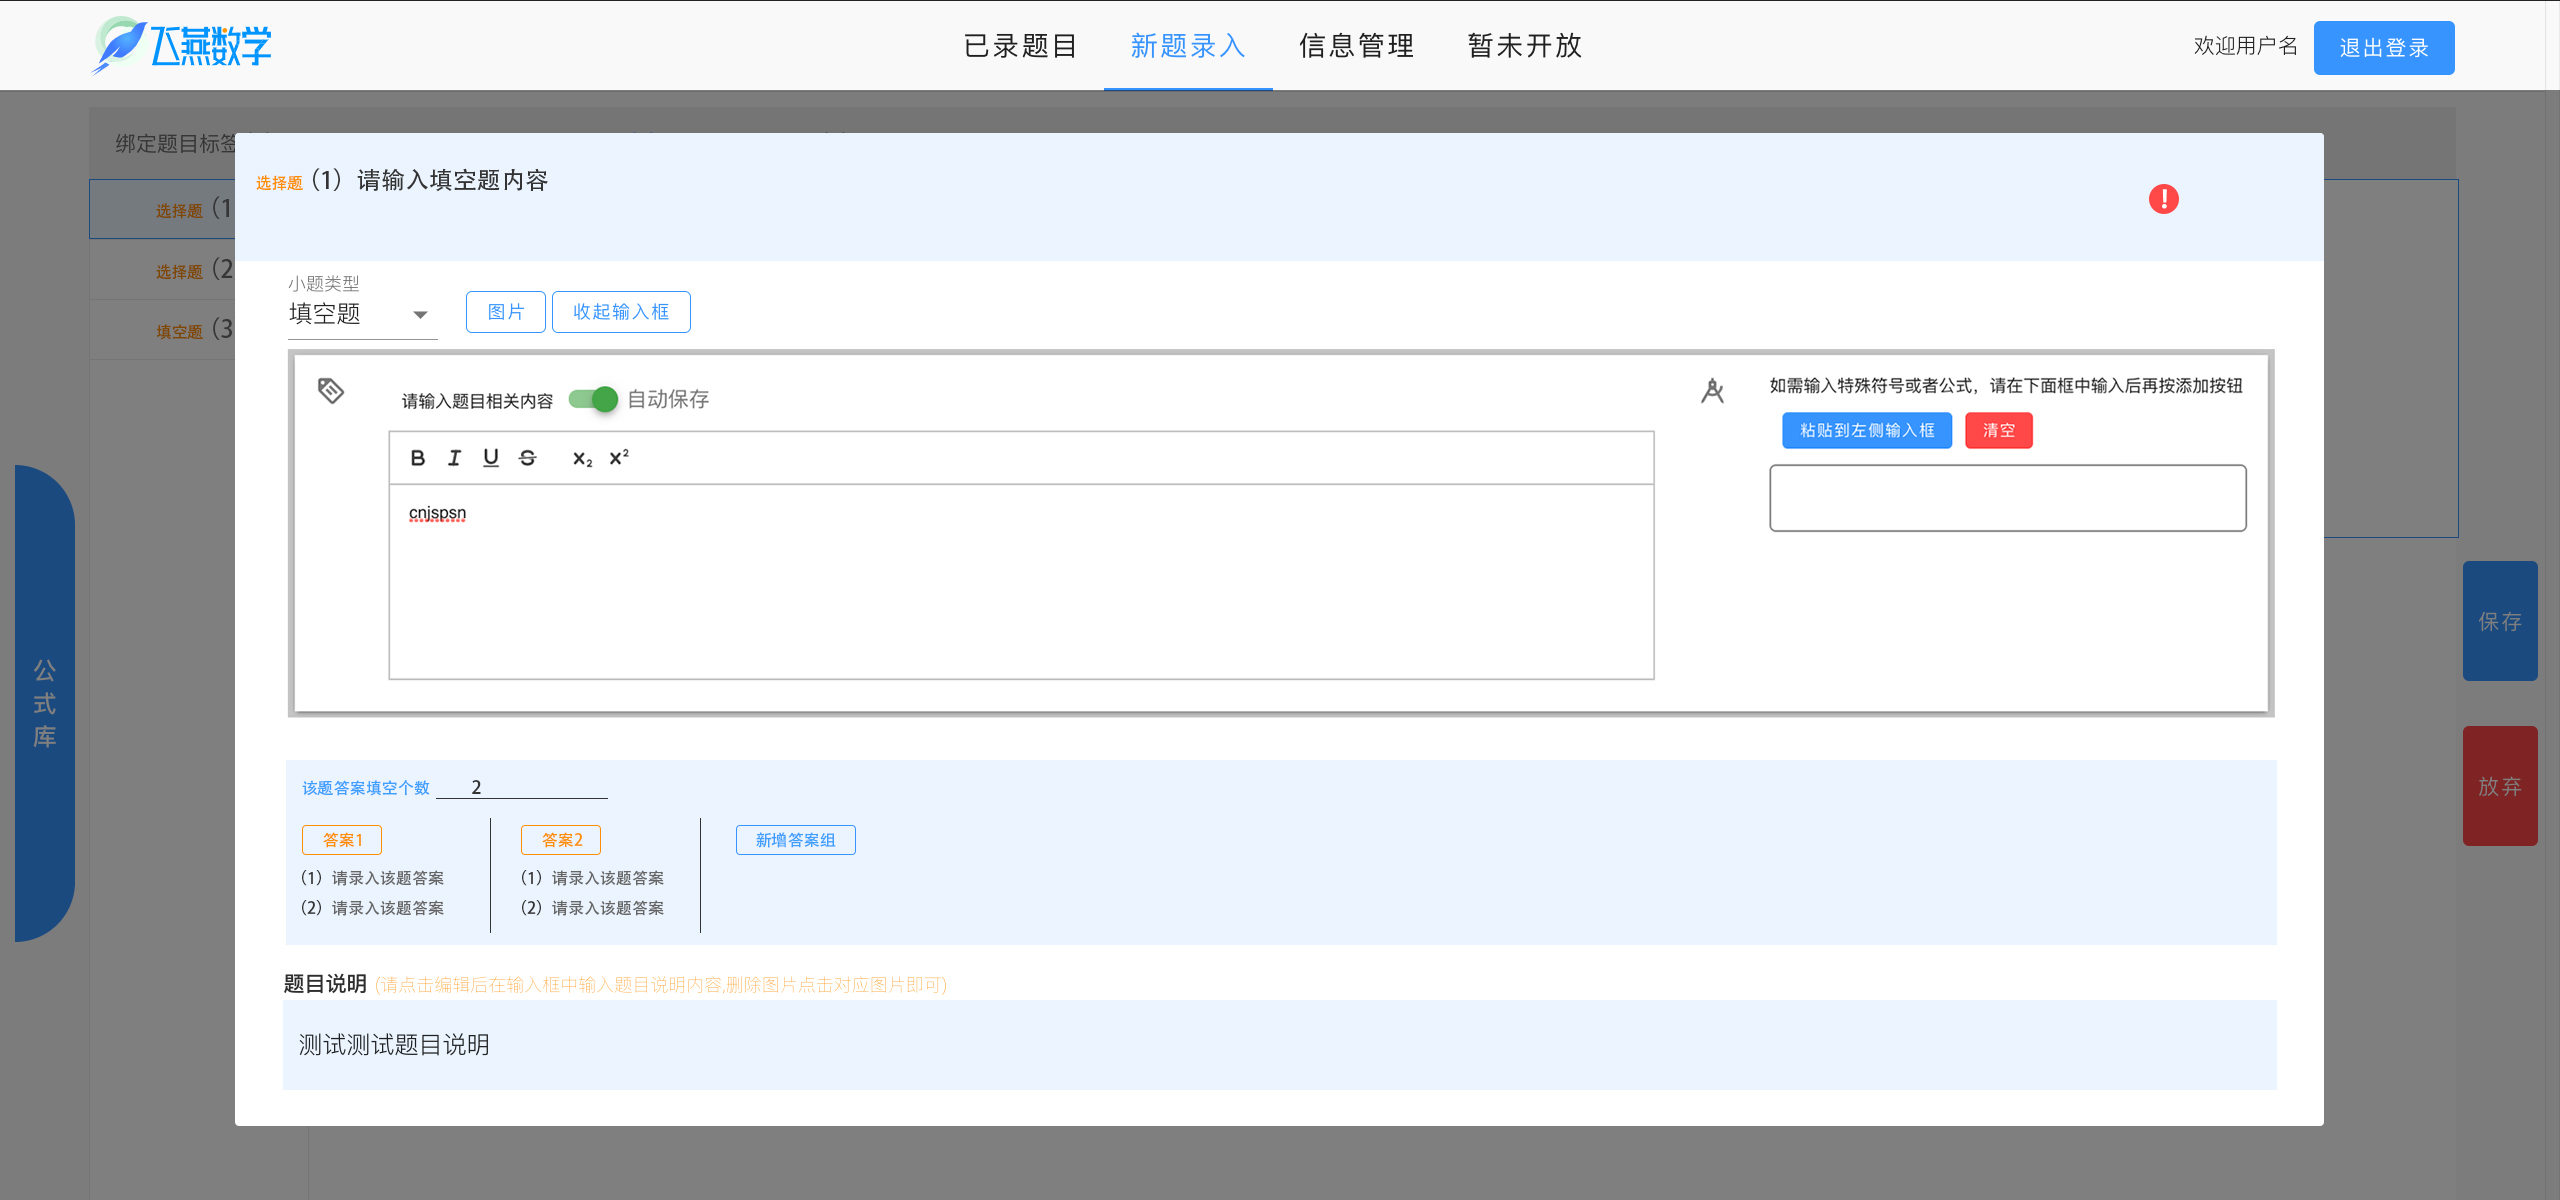 飞燕数学
已录题目 新题录入 信息管理 暂未开放
欢迎用户名 退出登录
绑定题目标签
选择题 (1
选择题 (2
填空题 (3
公式库
保存
放弃
选择题 (1) 请输入填空题内容
小题类型
填空题 图片 收起输入框
请输入题目相关内容 自动保存
B I U S x₂ x²
cnjspsn
如需输入特殊符号或者公式，请在下面框中输入后再按添加按钮
粘贴到左侧输入框 清空
该题答案填空个数 2
答案1 答案2 新增答案组
(1) 请录入该题答案 (1) 请录入该题答案
(2) 请录入该题答案 (2) 请录入该题答案
题目说明 (请点击编辑后在输入框中输入题目说明内容,删除图片点击对应图片即可)
测试测试题目说明